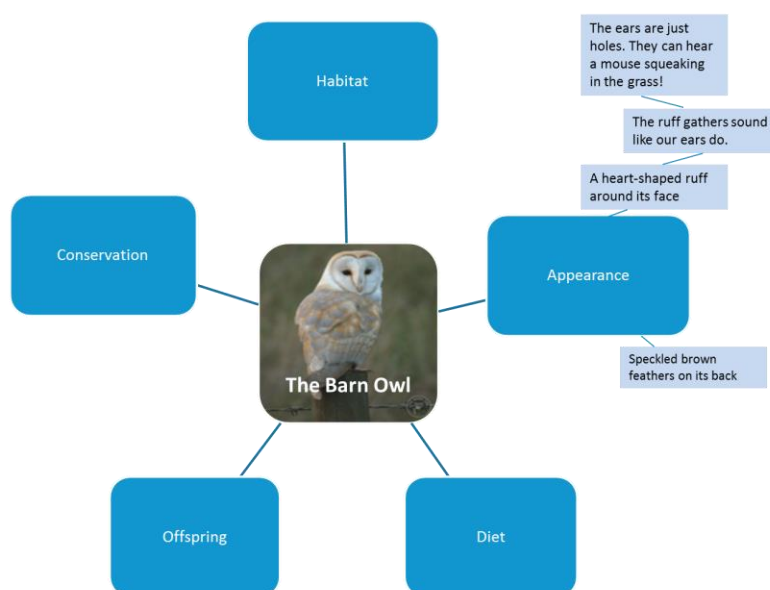 The ears are just
holes. They can hear
a mouse squeaking
in the grass!
Habitat
The ruff gathers sound
like our ears do.
A heart-shaped ruff
around its face
Conservation
Appearance
The Barn Owl
Speckled brown
feathers on its back
Offspring
Diet